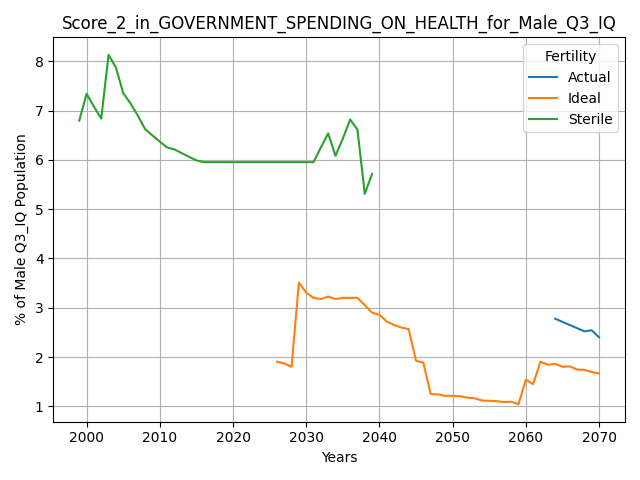 Score_2_in_GOVERNMENT_SPENDING_ON_HEALTH_for_Male_Q3_IQ
Fertility
Actual
Ideal
Sterile
% of Male Q3_IQ Population
8
7
6
5
4
3
2
1
2000 2010 2020 2030 2040 2050 2060 2070
Years